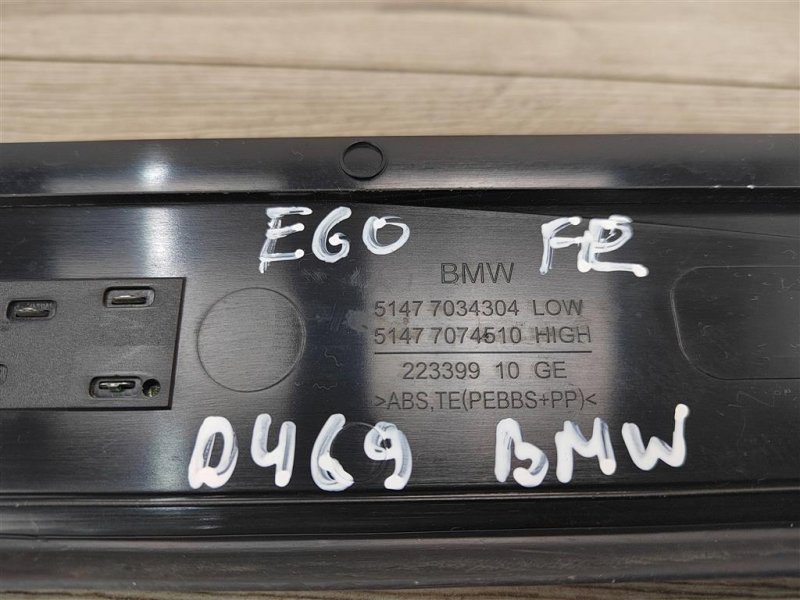 E60 FR
BMW
5147 7034304 LOW
5147 7074510 HIGH
223399 10 GE
>ABS,TE(PEBBS+PP)<
D469 BMW